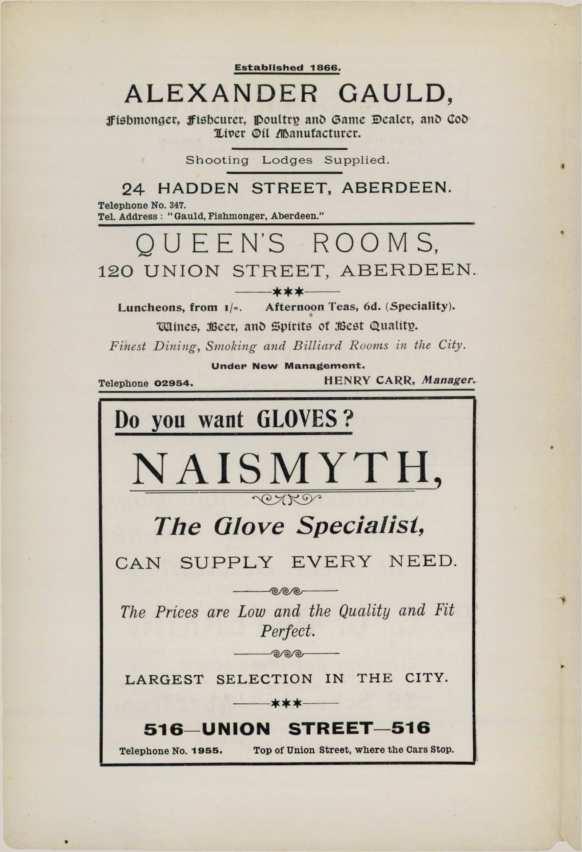 Established 1866.
ALEXANDER GAULD,
Fishmonger, Fishcurer, Poultry and Game Dealer, and Cod
Liver Oil Manufacturer.
Shooting Lodges Supplied.
24 HADDEN STREET, ABERDEEN.
Telephone No. 347.
Tel. Address : "Gauld, Fishmonger, Aberdeen."
QUEEN'S ROOMS,
120 UNION STREET, ABERDEEN.
Luncheons, from 1/-. Afternoon Teas, 6d. (Speciality).
Wines, Beer, and Spirits of Best Quality.
Finest Dining, Smoking and Billiard Rooms in the City.
Under New Management.
Telephone 02954. HENRY CARR, Manager.
Do you want GLOVES ?
NAISMYTH,
The Glove Specialist,
CAN SUPPLY EVERY NEED.
The Prices are Low and the Quality and Fit
Perfect.
LARGEST SELECTION IN THE CITY.
516—UNION STREET—516
Telephone No. 1955. Top of Union Street, where the Cars Stop.